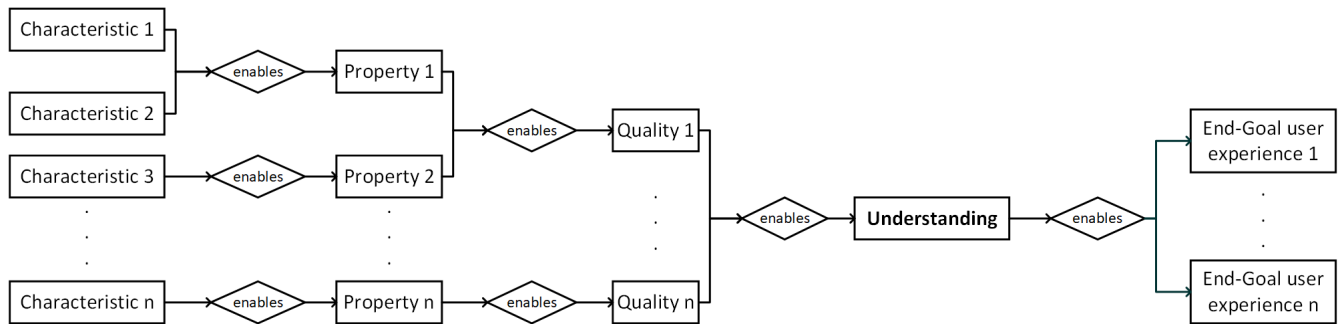 Characteristic 1
enables
Property 1
Characteristic 2
enables
Quality 1
End-Goal user
experience 1
Characteristic 3
enables
Property 2
enables
Understanding
enables
Characteristic n
enables
Property n
enables
Quality n
End-Goal user
experience n